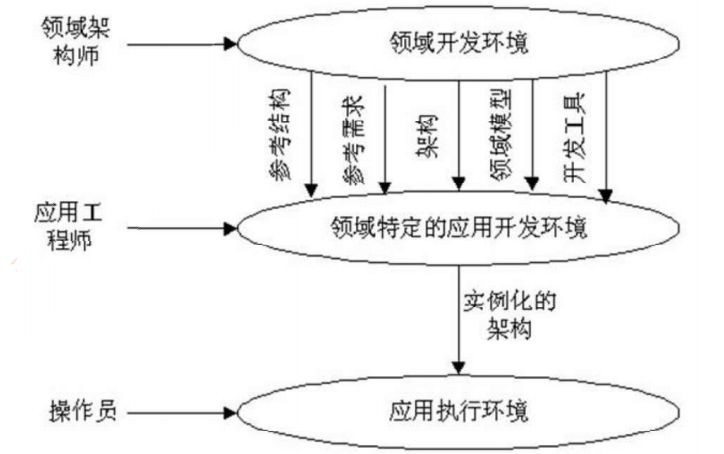 领域架
构师
领域开发环境
参考结构
参考需求
架构
领域模型
开发工具
应用工
程师
领域特定的应用开发环境
实例化的
架构
操作员
应用执行环境